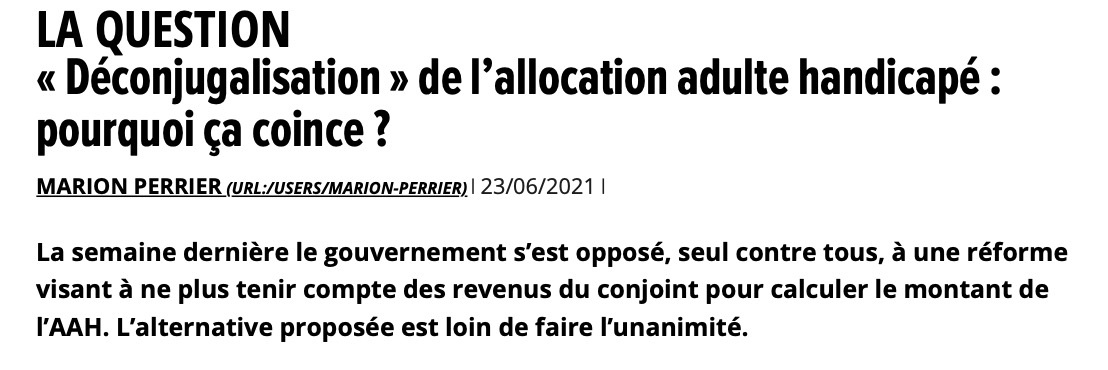 LA QUESTION
« Déconjugalisation » de l’allocation adulte handicapé :
pourquoi ça coince ?
MARION PERRIER (URL:/USERS/MARION-PERRIER) | 23/06/2021 |
La semaine dernière le gouvernement s’est opposé, seul contre tous, à une réforme
visant à ne plus tenir compte des revenus du conjoint pour calculer le montant de
l’AAH. L’alternative proposée est loin de faire l’unanimité.